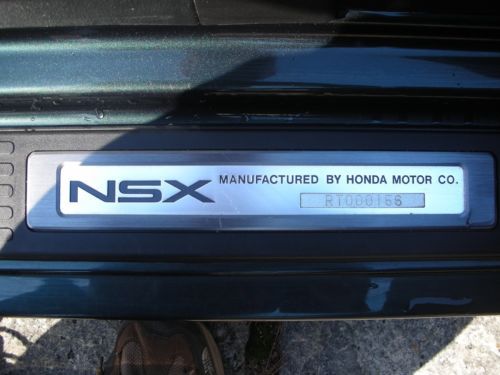 NSX MANUFACTURED BY HONDA MOTOR CO.
RT000166